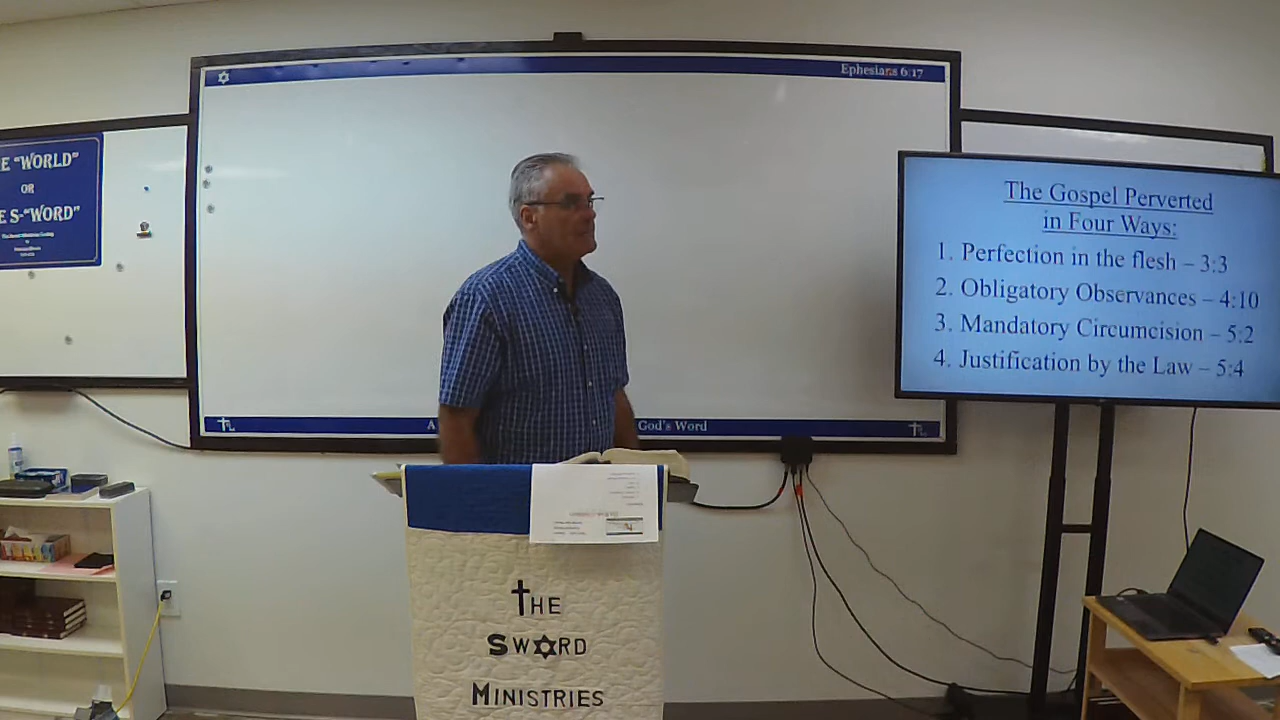 E "WORLD"
OR
E S-"WORD"
Ephesians 6:17
A
God's Word
The Gospel Perverted
in Four Ways:
1. Perfection in the flesh – 3:3
2. Obligatory Observances – 4:10
3. Mandatory Circumcision – 5:2
4. Justification by the Law – 5:4
THE
SWORD
MINISTRIES